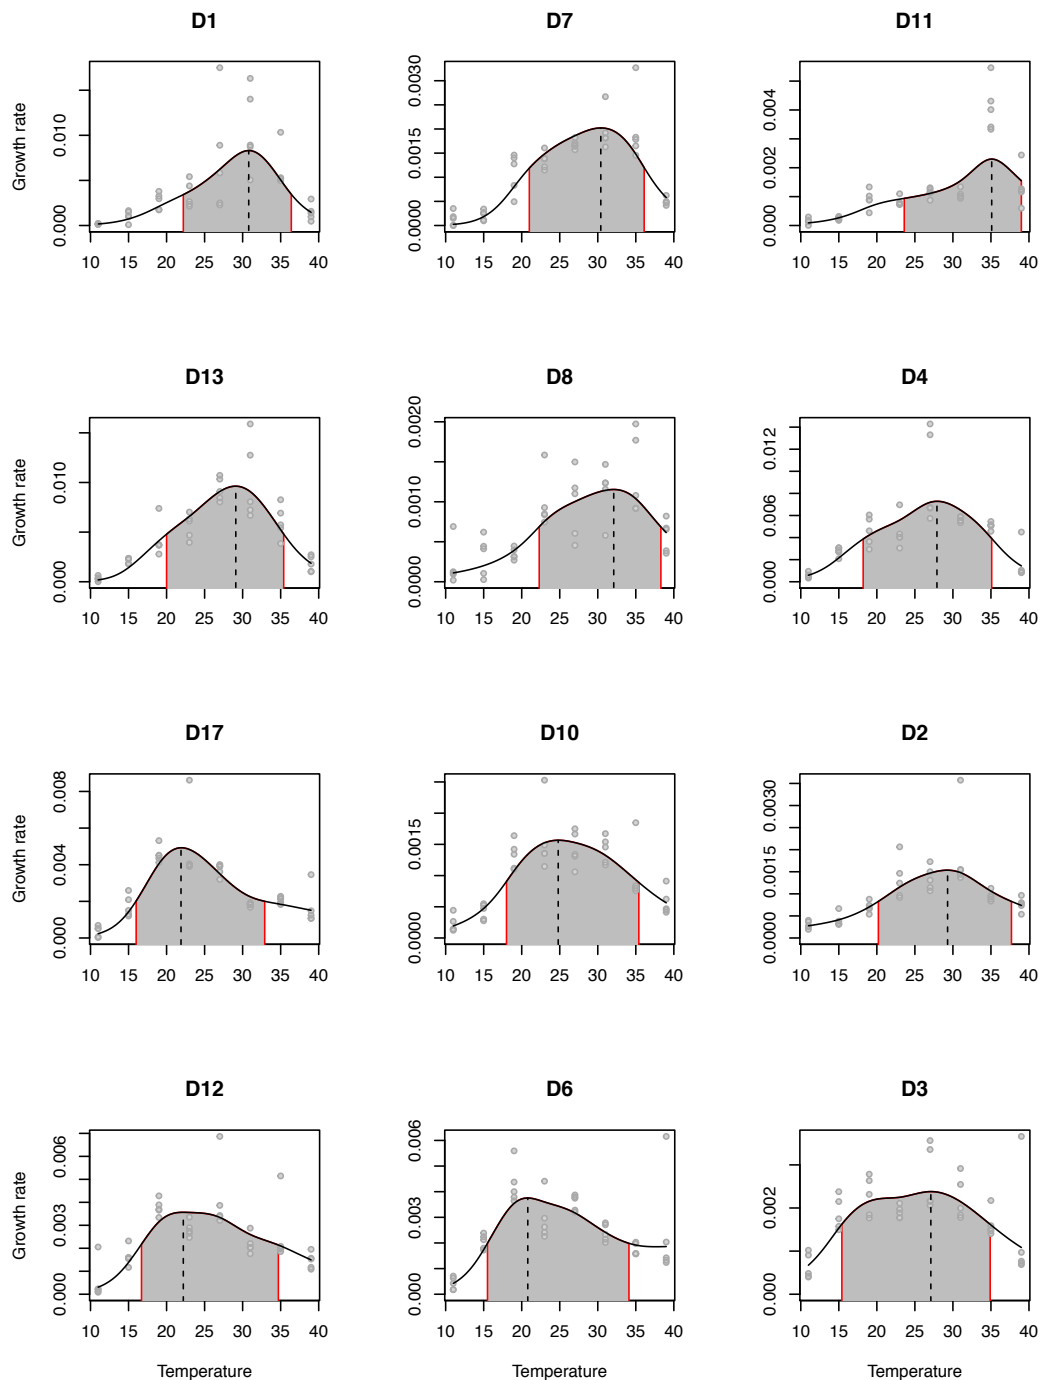 D1 D7 D11
Growth rate
0.000 0.010
0.0000 0.0015 0.0030
0.000 0.002 0.004
10 15 20 25 30 35 40 10 15 20 25 30 35 40 10 15 20 25 30 35 40
D13 D8 D4
Growth rate
0.000 0.010
0.0000 0.0010 0.0020
0.000 0.006 0.012
10 15 20 25 30 35 40 10 15 20 25 30 35 40 10 15 20 25 30 35 40
D17 D10 D2
Growth rate
0.000 0.004 0.008
0.0000 0.0015
0.0000 0.0015 0.0030
10 15 20 25 30 35 40 10 15 20 25 30 35 40 10 15 20 25 30 35 40
D12 D6 D3
Growth rate
0.000 0.003 0.006
0.000 0.003 0.006
0.000 0.002
10 15 20 25 30 35 40 10 15 20 25 30 35 40 10 15 20 25 30 35 40
Temperature Temperature Temperature